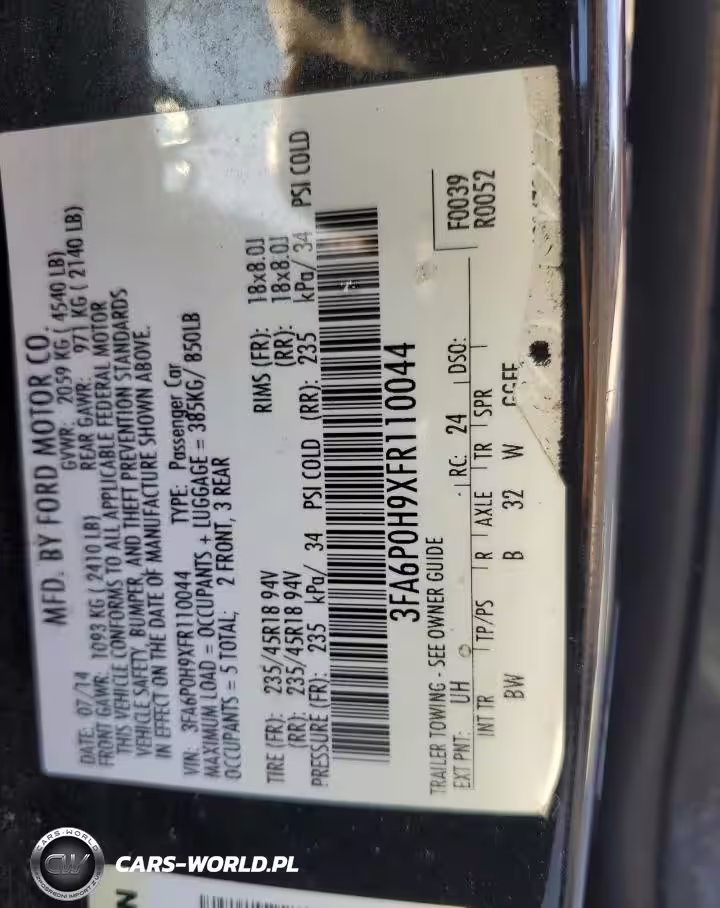 MFD. BY FORD MOTOR CO.
DATE: 07/14 GVWR: 2059 KG ( 4540 LB)
FRONT GAWR: 1093 KG ( 2410 LB) REAR GAWR: 971 KG ( 2140 LB)
THIS VEHICLE CONFORMS TO ALL APPLICABLE FEDERAL MOTOR
VEHICLE SAFETY, BUMPER, AND THEFT PREVENTION STANDARDS
IN EFFECT ON THE DATE OF MANUFACTURE SHOWN ABOVE.
VIN: 3FA6P0H9XFR110044 TYPE: Passenger Car
MAXIMUM LOAD = OCCUPANTS + LUGGAGE = 385KG/ 850LB
OCCUPANTS = 5 TOTAL; 2 FRONT, 3 REAR
TIRE (FR): 235/45R18 94V RIMS (FR): 18x8.0J
(RR): 235/45R18 94V (RR): 18x8.0J
PRESSURE (FR): 235 kPa/ 34 PSI COLD (RR): 235 kPa/ 34 PSI COLD
3FA6P0H9XFR110044
F0039
R0052
TRAILER TOWING - SEE OWNER GUIDE
EXT PNT: UH RC: 24 DSO:
INT TR TP/PS R AXLE TR SPR
BW B 32 W GGFF
CARS-WORLD
CW
CARS-WORLD.PL
N